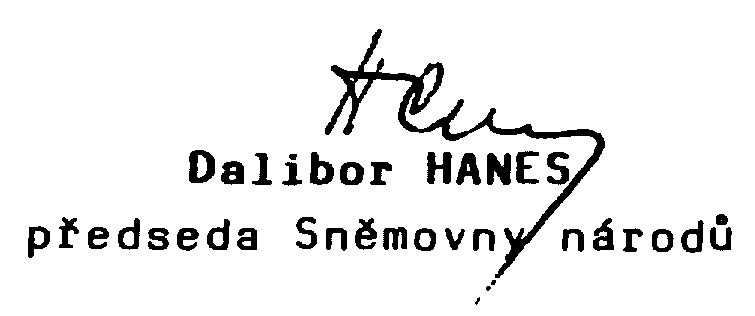 Dalibor HANES
předseda Sněmovny národů